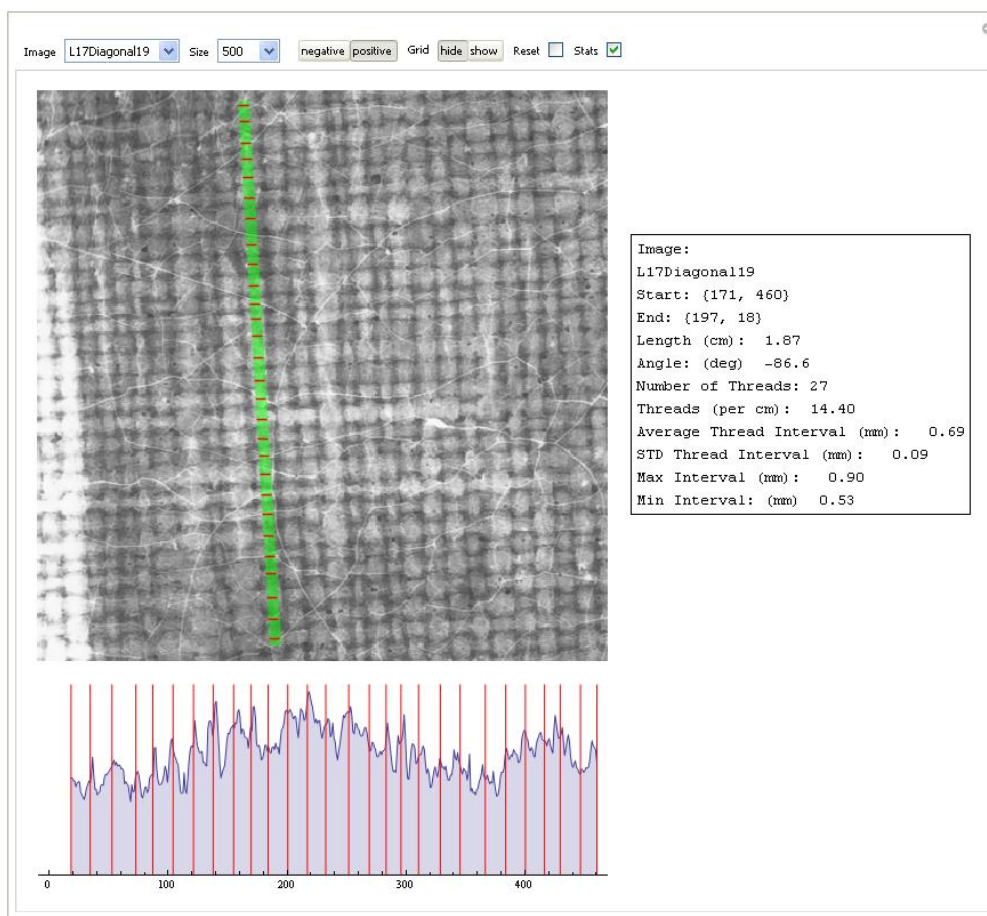 Image L17Diagonal19 Size 500 negative positive Grid hide show Reset Stats
Image:
L17Diagonal19
Start: {171, 460}
End: {197, 18}
Length (cm): 1.87
Angle: (deg) -86.6
Number of Threads: 27
Threads (per cm): 14.40
Average Thread Interval (mm): 0.69
STD Thread Interval (mm): 0.09
Max Interval (mm): 0.90
Min Interval: (mm) 0.53
0 100 200 300 400